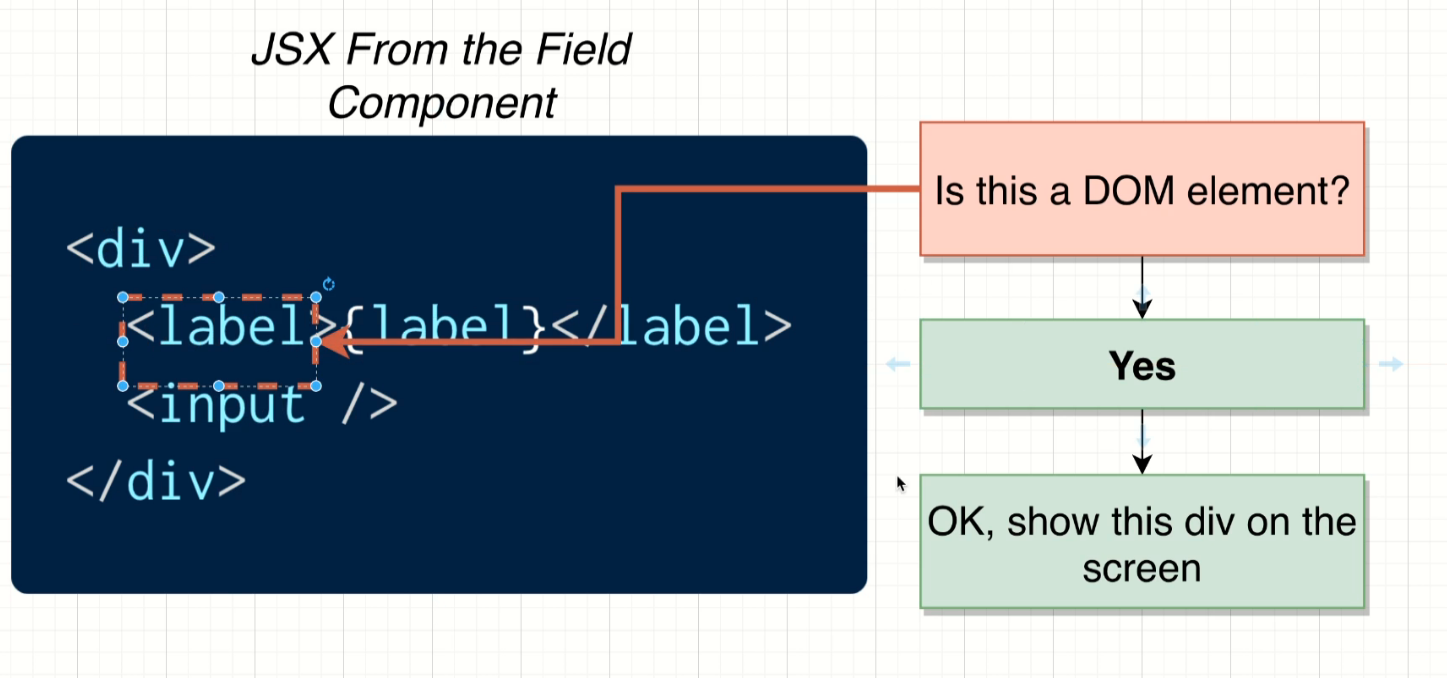 JSX From the Field
Component
<div>
<label>{label}</label>
<input />
</div>
Is this a DOM element?
Yes
OK, show this div on the
screen